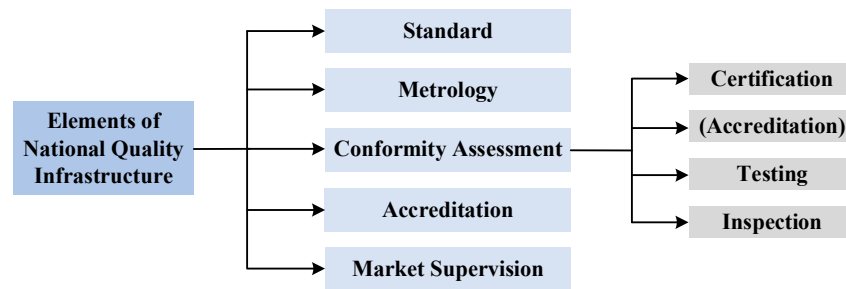 Elements of
National Quality
Infrastructure
Standard
Metrology
Conformity Assessment
Accreditation
Market Supervision
Certification
(Accreditation)
Testing
Inspection